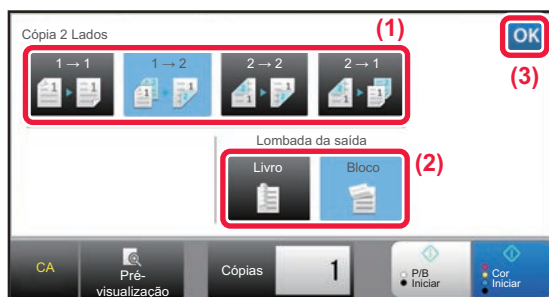 Cópia 2 Lados
(1)
OK
(3)
1 → 1
1 → 2
2 → 2
2 → 1
Lombada da saída
(2)
Livro
Bloco
CA
Pré-
visualização
Cópias
1
P/B
Iniciar
Cor
Iniciar